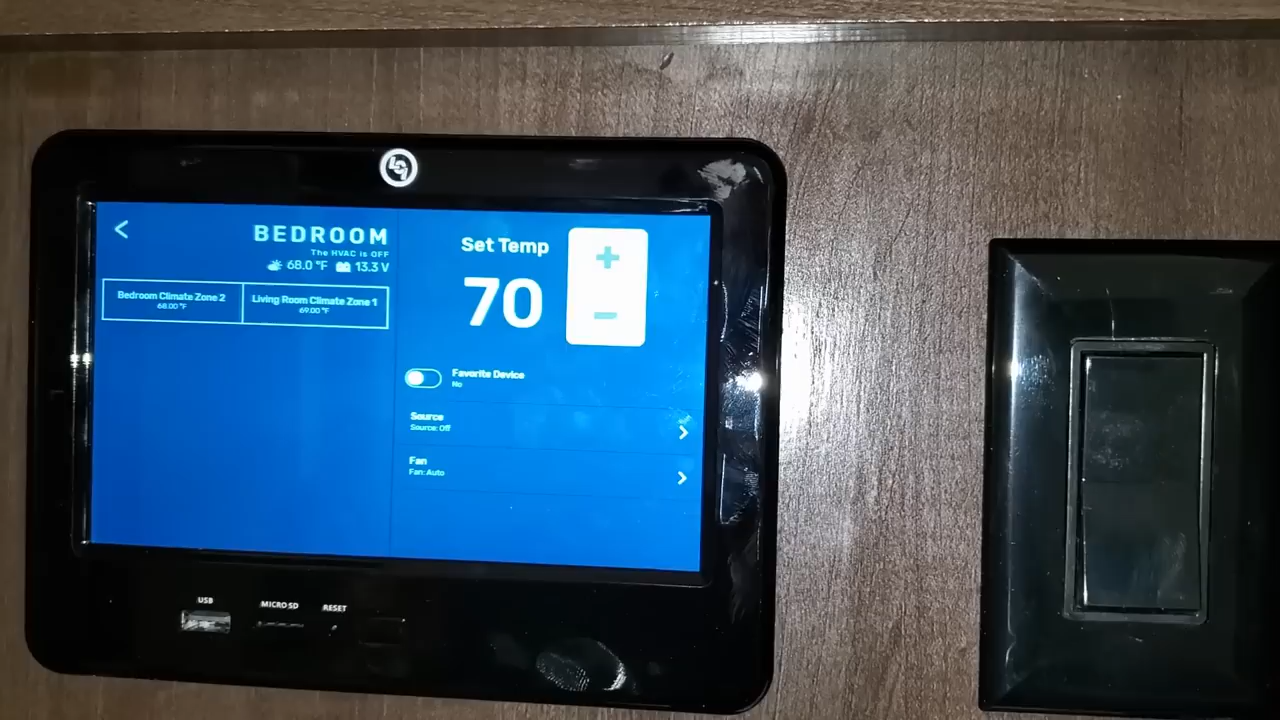 LCI
<
BEDROOM
The HVAC is OFF
68.0 °F 13.3 V
Bedroom Climate Zone 2
68.00 °F
Living Room Climate Zone 1
69.00 °F
Set Temp
70
+
−
Favorite Device
No
Source
Source: Off
>
Fan
Fan: Auto
>
USB
MICRO SD
RESET